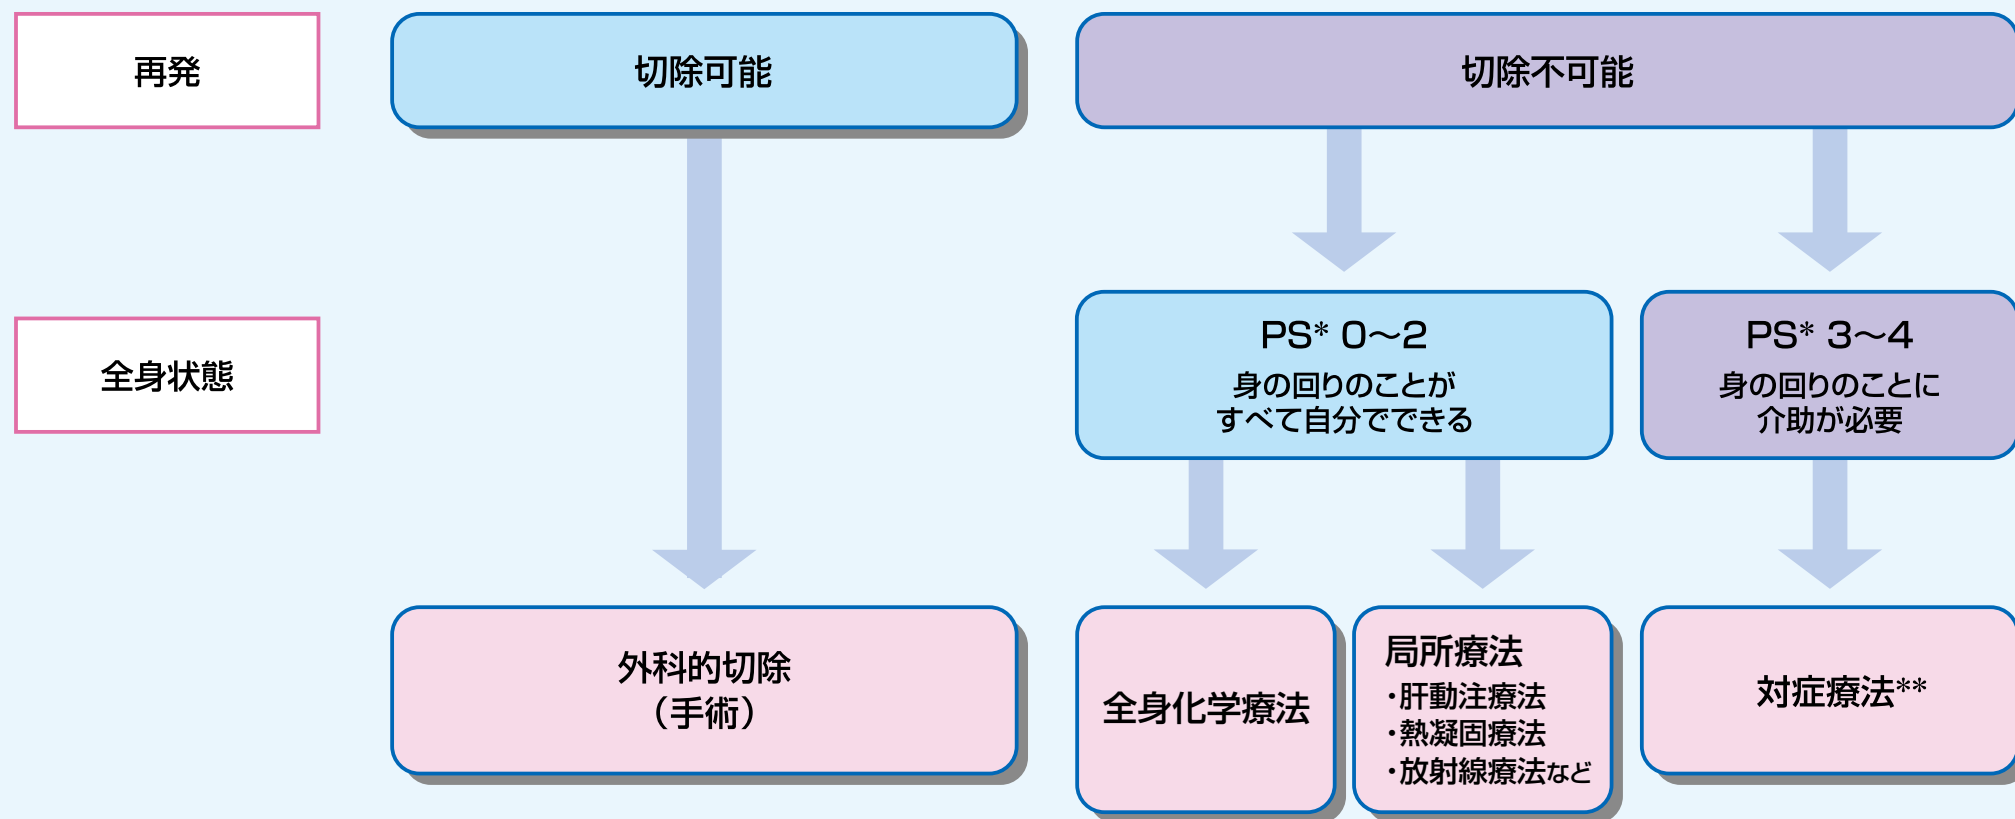 再発
切除可能
切除不可能
全身状態
PS* 0〜2
身の回りのことが
すべて自分でできる
PS* 3〜4
身の回りのことに
介助が必要
外科的切除
（手術）
全身化学療法
局所療法
・肝動注療法
・熱凝固療法
・放射線療法など
対症療法**